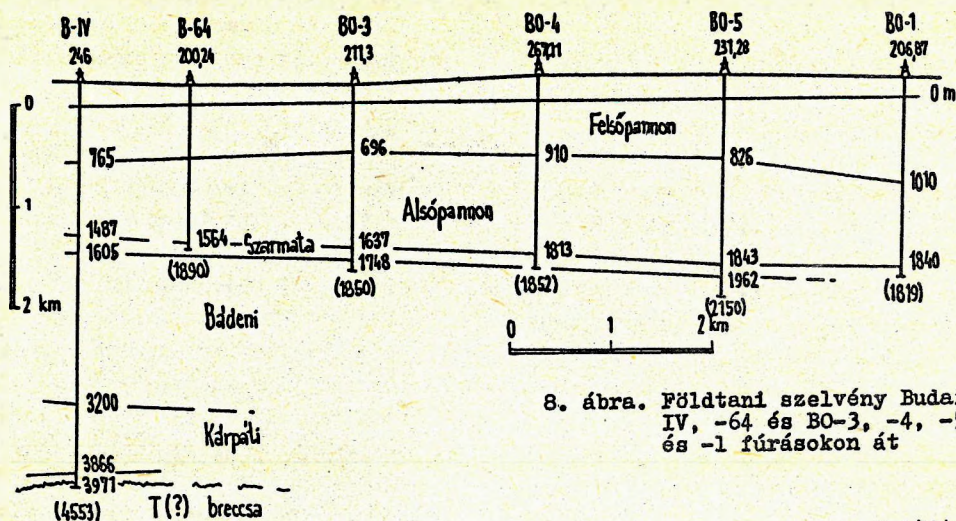 B-IV B-64 BO-3 BO-4 BO-5 BO-1
246 200,24 211,3 231,28 206,87
0 0 m
Felsőpannon
765 696 910 826 1010
1 Alsópannon
1487 1564 Szarmata 1637 1813 1843 1840
1605 1748 1962
(1890) (1850) (1852) (2150) (1819)
2 km Bádeni
0 1 2 km
3200
Kárpáti
3866
3971
(4553) T(?) breccsa
8. ábra. Földtani szelvény Budaf
IV, -64 és BO-3, -4, -5
és -1 fúrásokon át